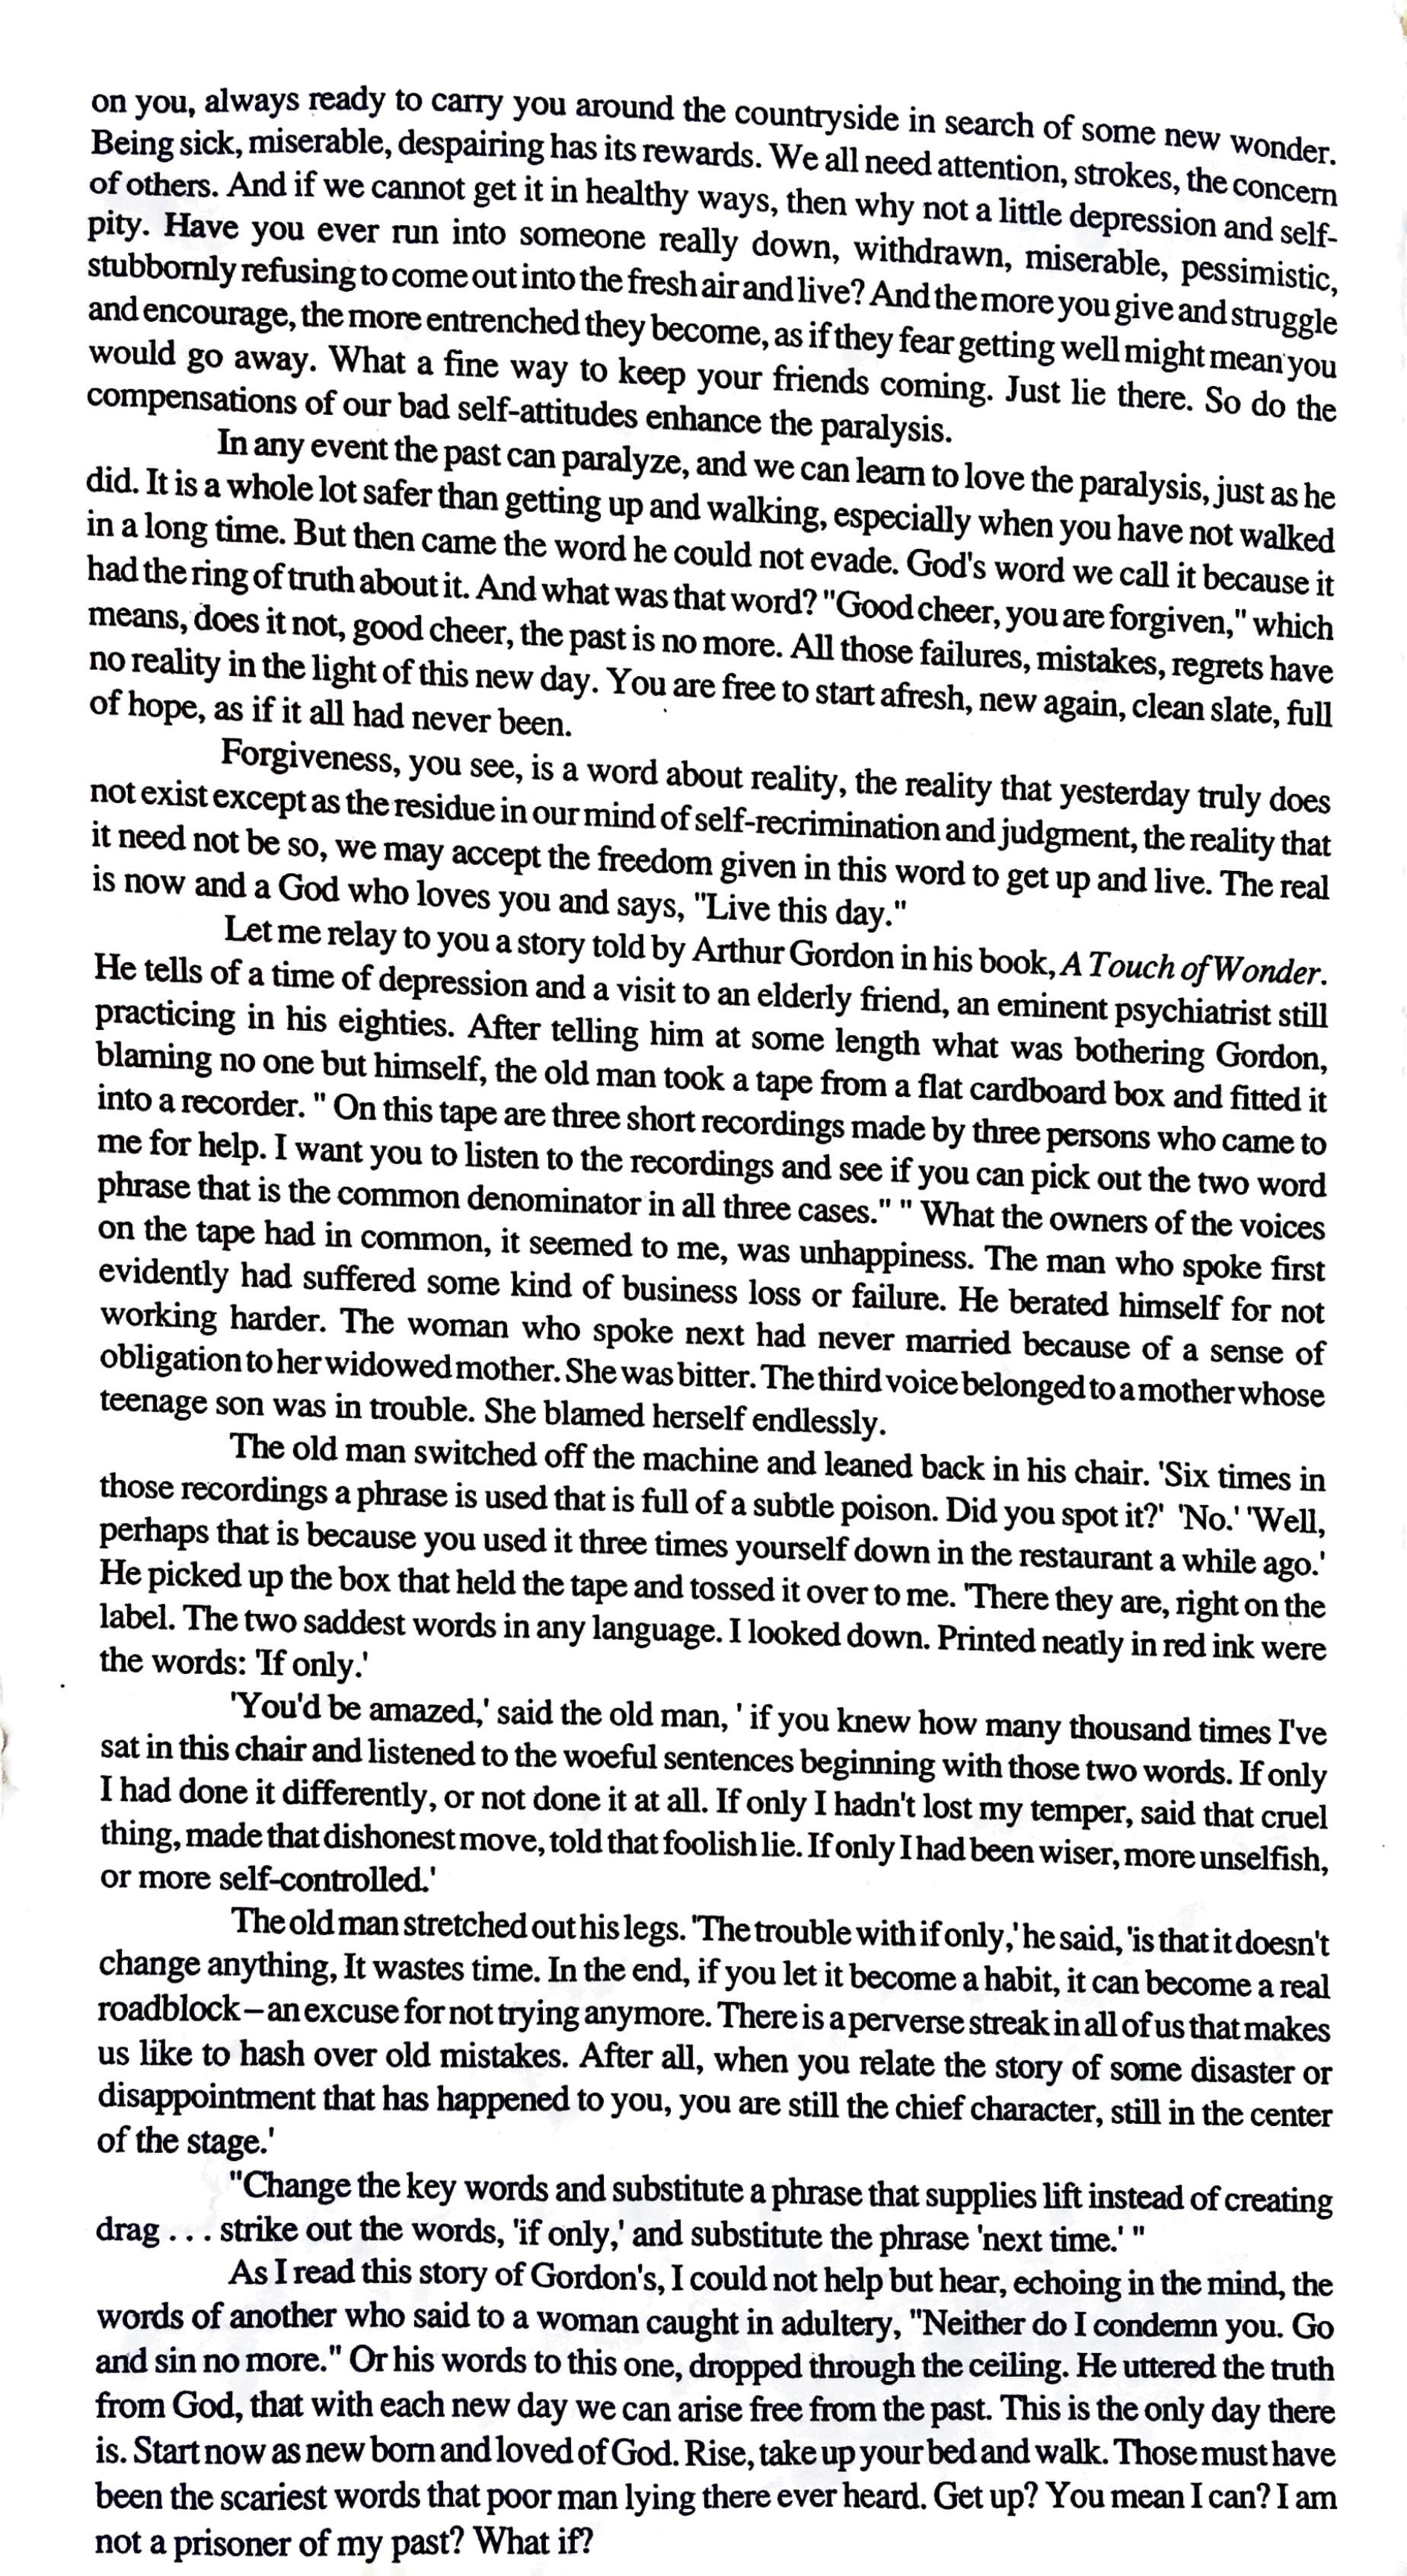 on you, always ready to carry you around the countryside in search of some new wonder.
Being sick, miserable, despairing has its rewards. We all need attention, strokes, the concern
of others. And if we cannot get it in healthy ways, then why not a little depression and self-
pity. Have you ever run into someone really down, withdrawn, miserable, pessimistic,
stubbornly refusing to come out into the fresh air and live? And the more you give and struggle
and encourage, the more entrenched they become, as if they fear getting well might mean you
would go away. What a fine way to keep your friends coming. Just lie there. So do the
compensations of our bad self-attitudes enhance the paralysis.
In any event the past can paralyze, and we can learn to love the paralysis, just as he
did. It is a whole lot safer than getting up and walking, especially when you have not walked
in a long time. But then came the word he could not evade. God's word we call it because it
had the ring of truth about it. And what was that word? "Good cheer, you are forgiven," which
means, does it not, good cheer, the past is no more. All those failures, mistakes, regrets have
no reality in the light of this new day. You are free to start afresh, new again, clean slate, full
of hope, as if it all had never been.
Forgiveness, you see, is a word about reality, the reality that yesterday truly does
not exist except as the residue in our mind of self-recrimination and judgment, the reality that
it need not be so, we may accept the freedom given in this word to get up and live. The real
is now and a God who loves you and says, "Live this day."
Let me relay to you a story told by Arthur Gordon in his book, A Touch of Wonder.
He tells of a time of depression and a visit to an elderly friend, an eminent psychiatrist still
practicing in his eighties. After telling him at some length what was bothering Gordon,
blaming no one but himself, the old man took a tape from a flat cardboard box and fitted it
into a recorder. " On this tape are three short recordings made by three persons who came to
me for help. I want you to listen to the recordings and see if you can pick out the two word
phrase that is the common denominator in all three cases." " What the owners of the voices
on the tape had in common, it seemed to me, was unhappiness. The man who spoke first
evidently had suffered some kind of business loss or failure. He berated himself for not
working harder. The woman who spoke next had never married because of a sense of
obligation to her widowed mother. She was bitter. The third voice belonged to a mother whose
teenage son was in trouble. She blamed herself endlessly.
The old man switched off the machine and leaned back in his chair. 'Six times in
those recordings a phrase is used that is full of a subtle poison. Did you spot it?' 'No.' 'Well,
perhaps that is because you used it three times yourself down in the restaurant a while ago.'
He picked up the box that held the tape and tossed it over to me. 'There they are, right on the
label. The two saddest words in any language. I looked down. Printed neatly in red ink were
the words: 'If only.'
'You'd be amazed,' said the old man, ' if you knew how many thousand times I've
sat in this chair and listened to the woeful sentences beginning with those two words. If only
I had done it differently, or not done it at all. If only I hadn't lost my temper, said that cruel
thing, made that dishonest move, told that foolish lie. If only I had been wiser, more unselfish,
or more self-controlled.'
The old man stretched out his legs. 'The trouble with if only,' he said, 'is that it doesn't
change anything, It wastes time. In the end, if you let it become a habit, it can become a real
roadblock – an excuse for not trying anymore. There is a perverse streak in all of us that makes
us like to hash over old mistakes. After all, when you relate the story of some disaster or
disappointment that has happened to you, you are still the chief character, still in the center
of the stage.'
"Change the key words and substitute a phrase that supplies lift instead of creating
drag . . . . strike out the words, 'if only,' and substitute the phrase 'next time.' "
As I read this story of Gordon's, I could not help but hear, echoing in the mind, the
words of another who said to a woman caught in adultery, "Neither do I condemn you. Go
and sin no more." Or his words to this one, dropped through the ceiling. He uttered the truth
from God, that with each new day we can arise free from the past. This is the only day there
is. Start now as new born and loved of God. Rise, take up your bed and walk. Those must have
been the scariest words that poor man lying there ever heard. Get up? You mean I can? I am
not a prisoner of my past? What if?